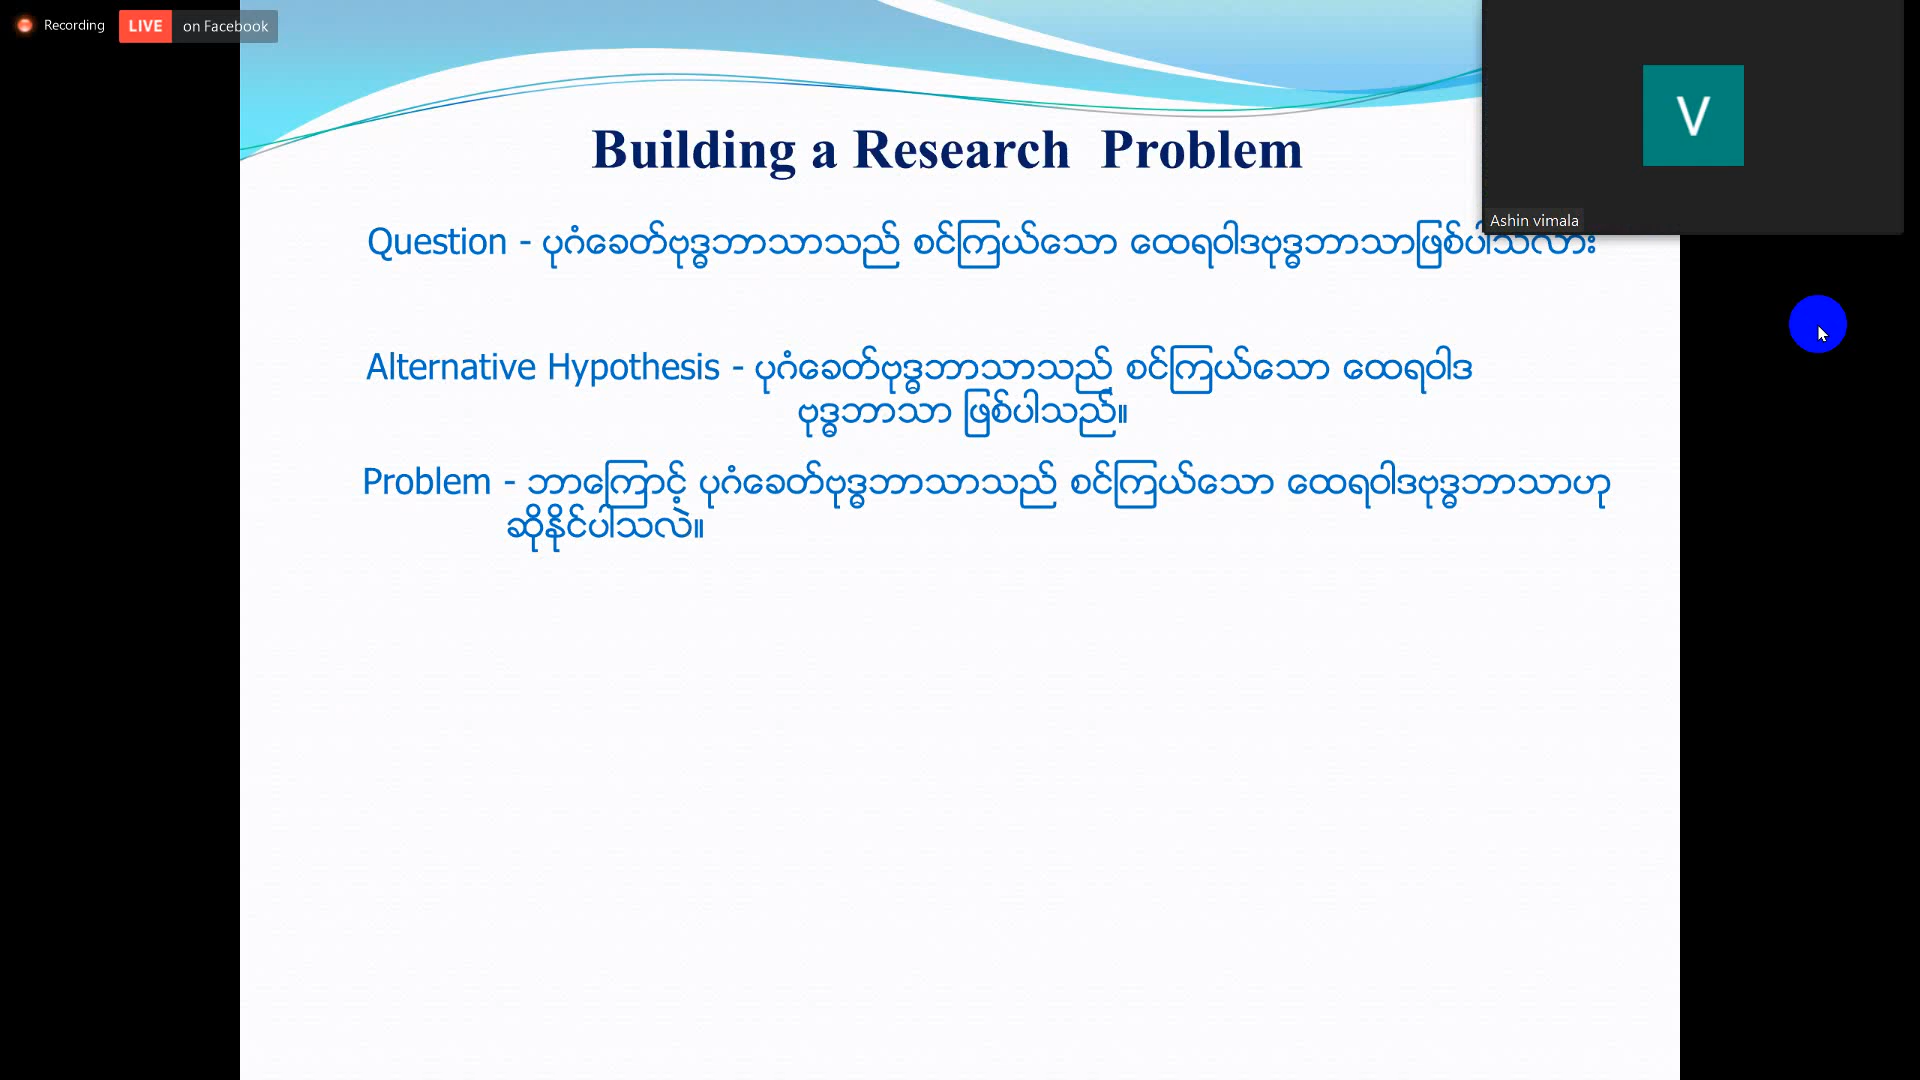 Recording LIVE on Facebook
Building a Research Problem
V
Ashin vimala
Question - ပုဂံခေတ်ဗုဒ္ဓဘာသာသည် စင်ကြယ်သော ထေရဝါဒဗုဒ္ဓဘာသာဖြစ်ပါသလား
Alternative Hypothesis - ပုဂံခေတ်ဗုဒ္ဓဘာသာသည် စင်ကြယ်သော ထေရဝါဒ
ဗုဒ္ဓဘာသာ ဖြစ်ပါသည်။
Problem - ဘာကြောင့် ပုဂံခေတ်ဗုဒ္ဓဘာသာသည် စင်ကြယ်သော ထေရဝါဒဗုဒ္ဓဘာသာဟု
ဆိုနိုင်ပါသလဲ။